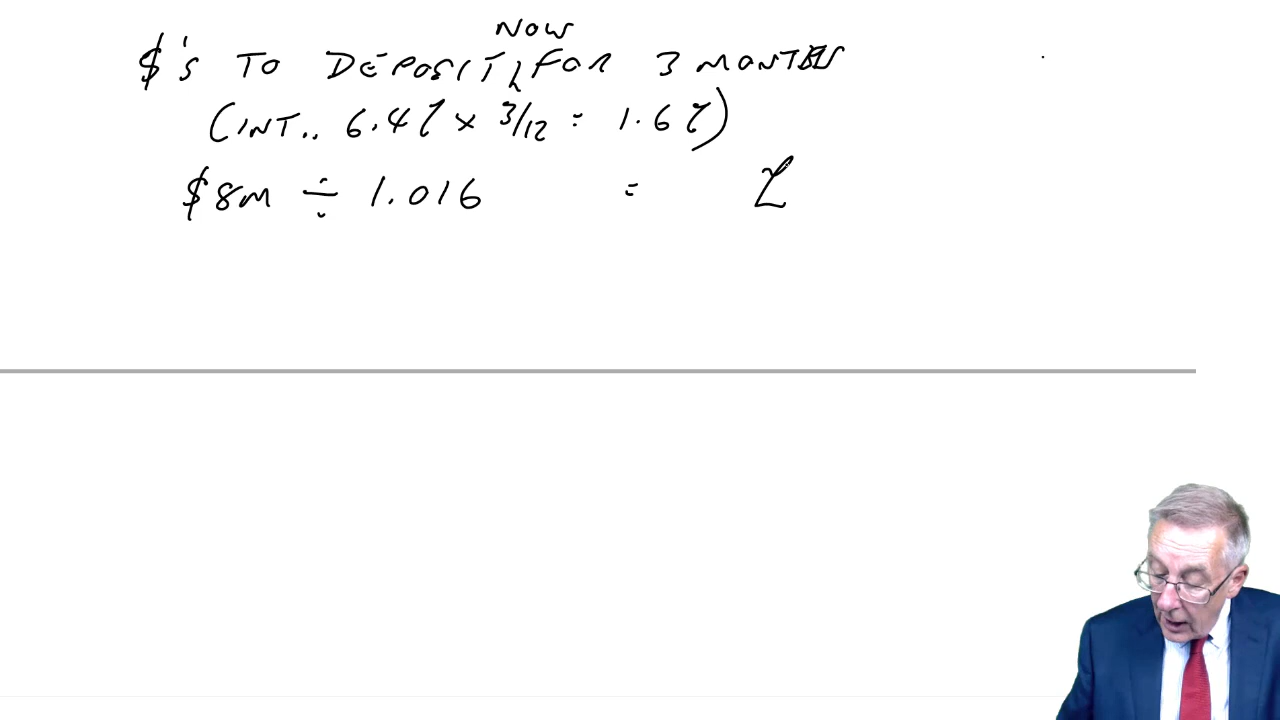 NOW
$'s TO DEPOSIT FOR 3 MONTHS
(INT.. 6.4% × 3/12 = 1.6%)
$8M ÷ 1.016 =